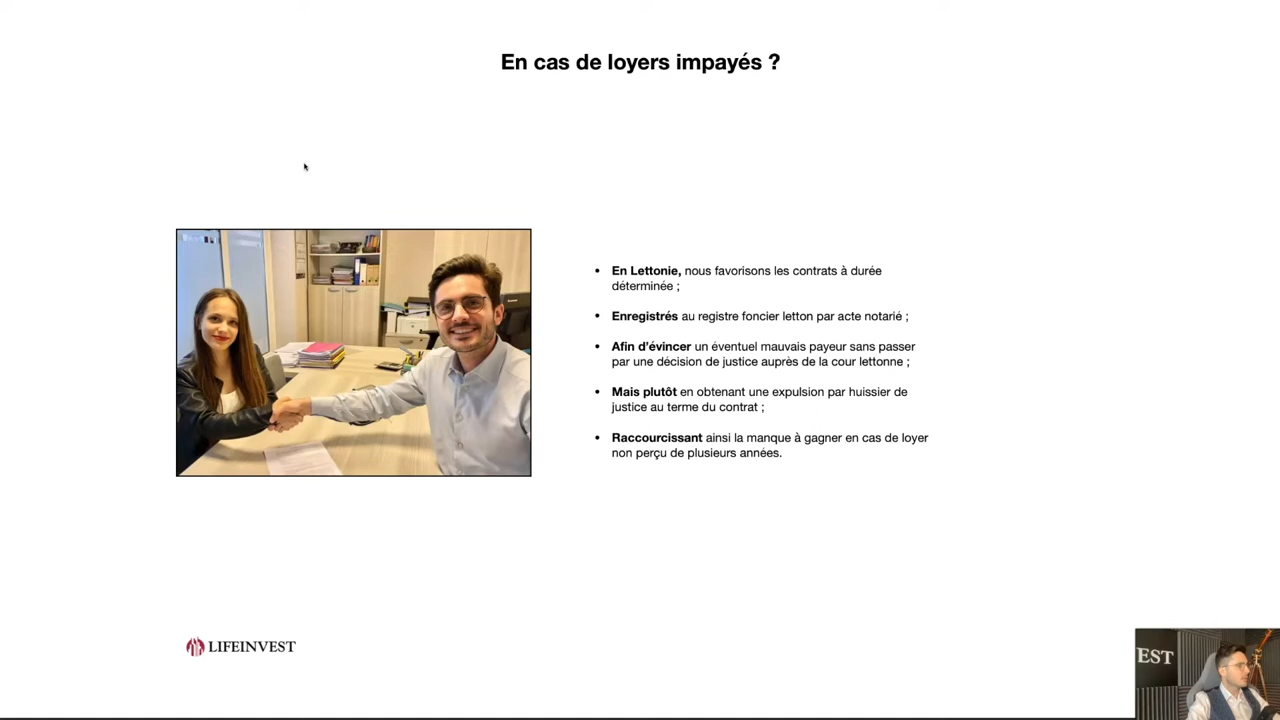 En cas de loyers impayés ?
• En Lettonie, nous favorisons les contrats à durée
déterminée ;
• Enregistrés au registre foncier letton par acte notarié ;
• Afin d’évincer un éventuel mauvais payeur sans passer
par une décision de justice auprès de la cour lettonne ;
• Mais plutôt en obtenant une expulsion par huissier de
justice au terme du contrat ;
• Raccourcissant ainsi la manque à gagner en cas de loyer
non perçu de plusieurs années.
LIFEINVEST
EST